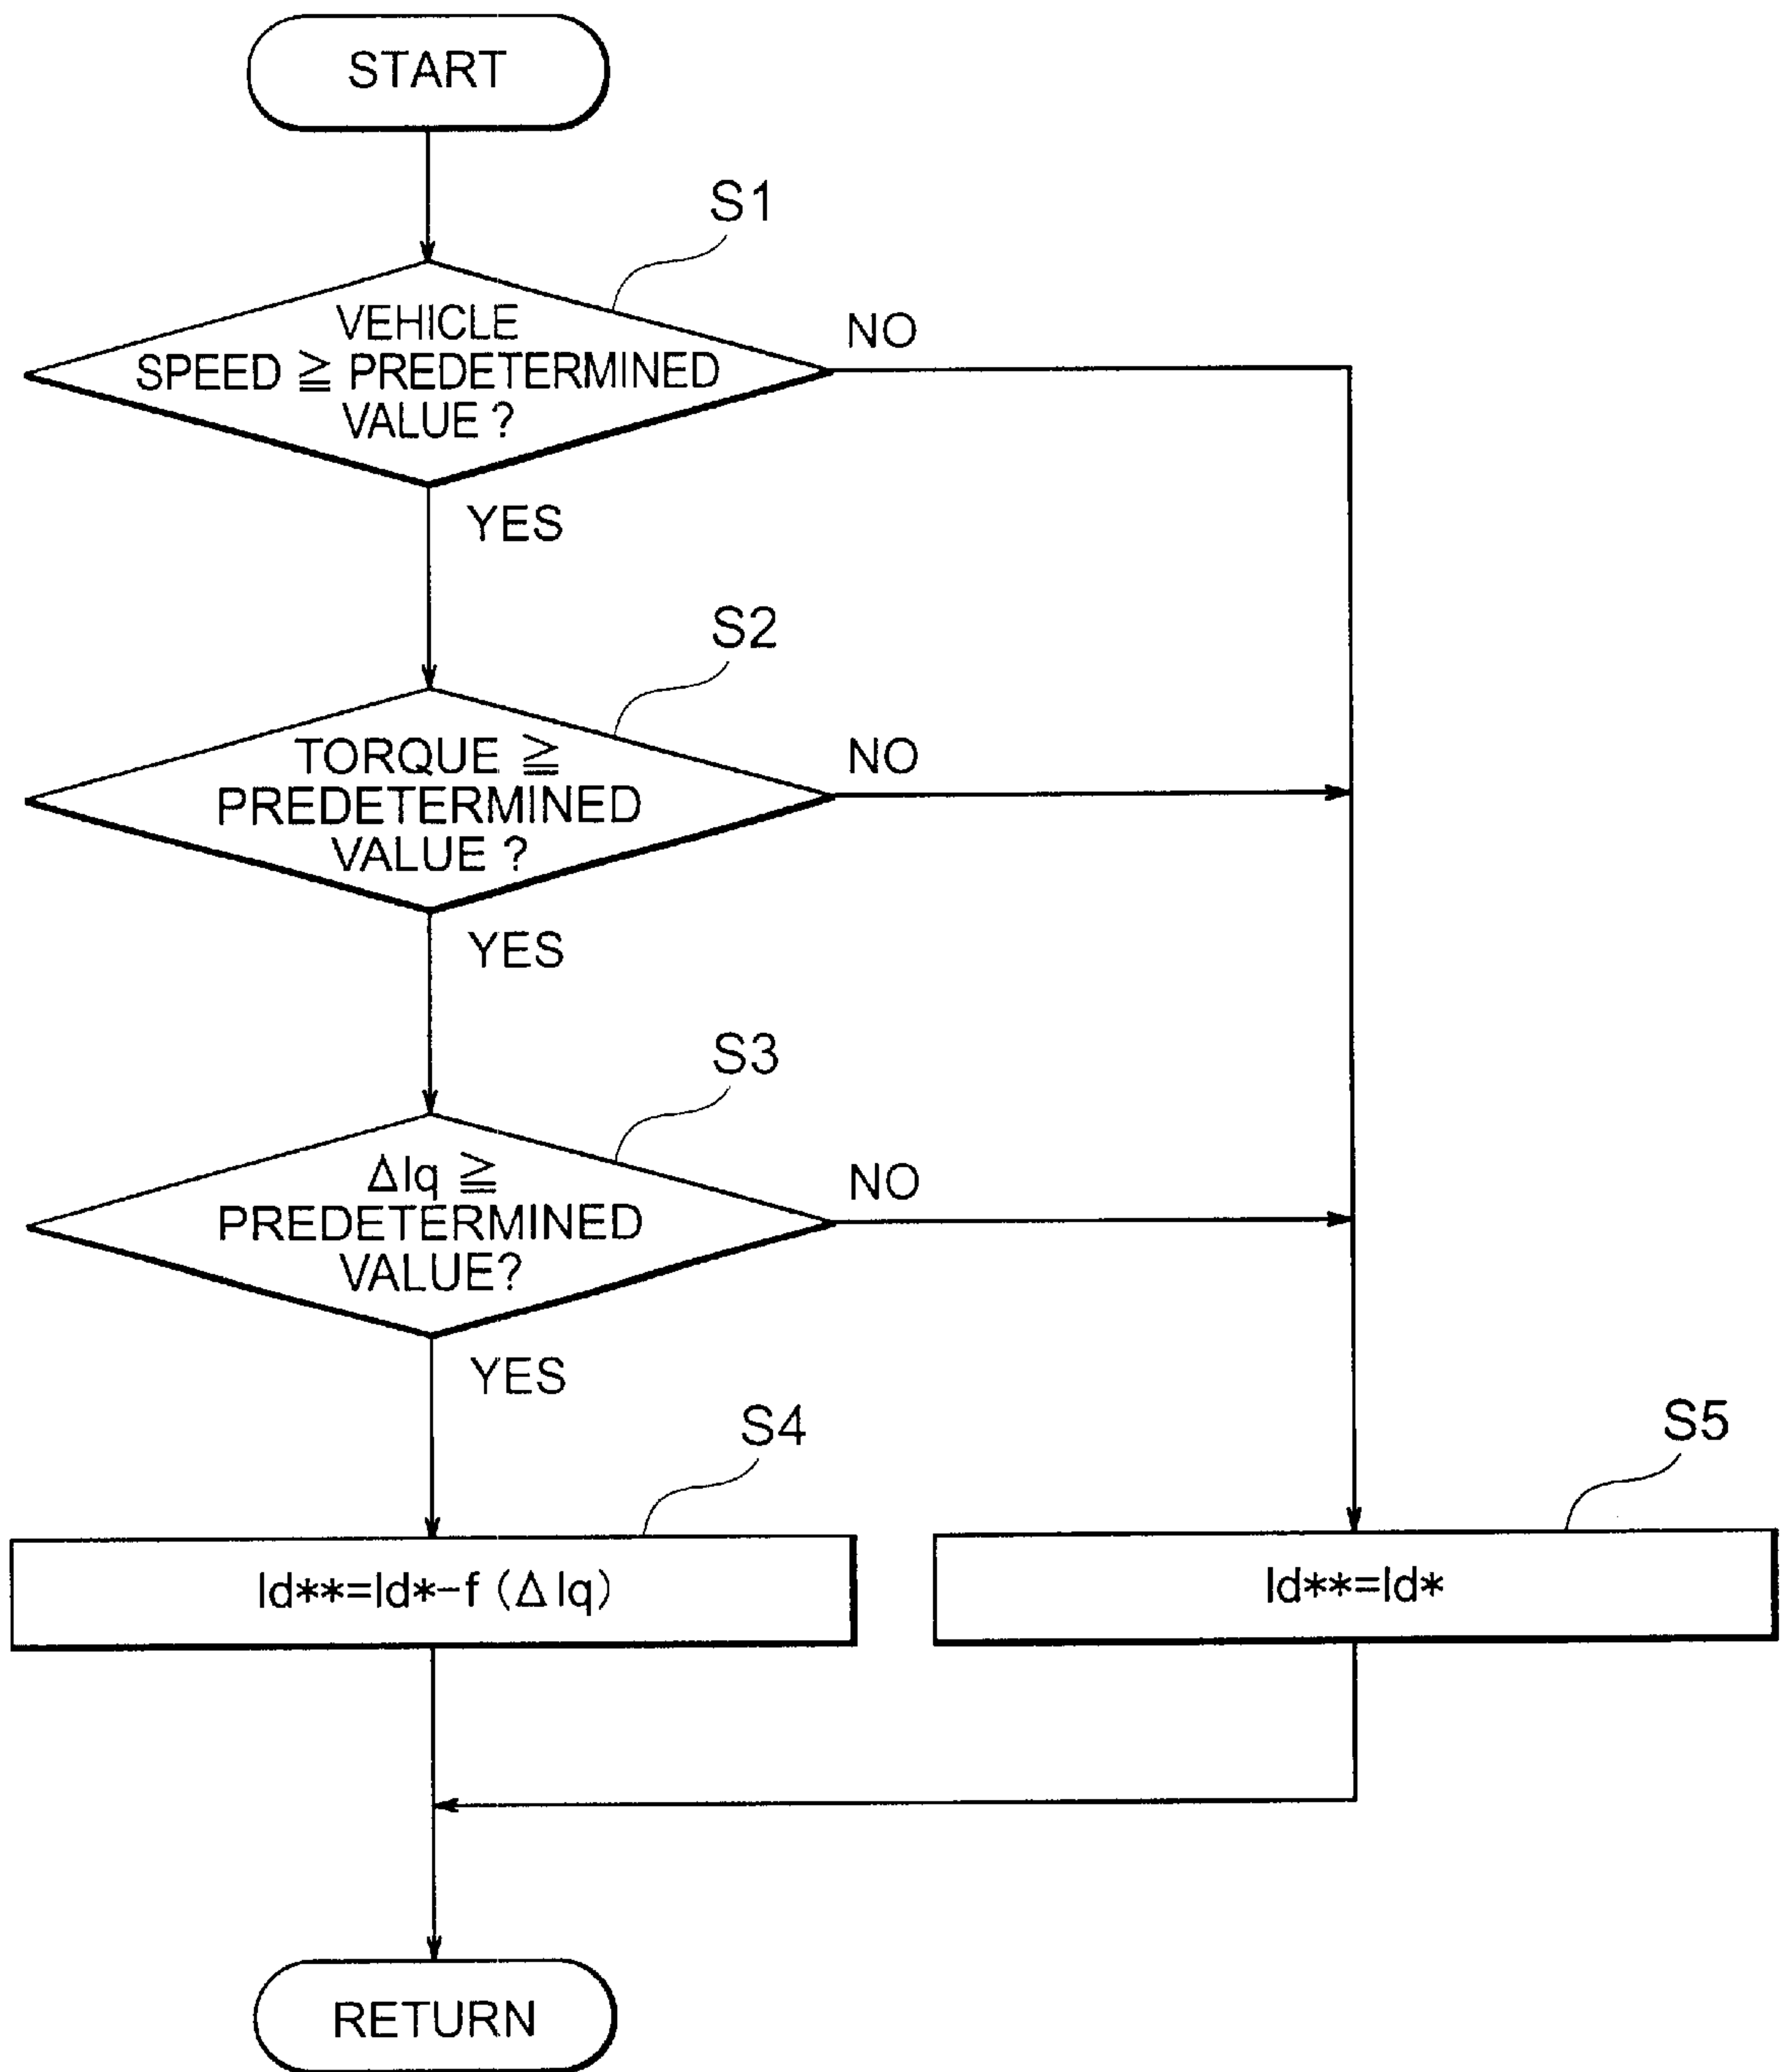 START
S1
VEHICLE
SPEED ≧ PREDETERMINED
VALUE ?
NO
YES
S2
TORQUE ≧
PREDETERMINED
VALUE ?
NO
YES
S3
ΔIq ≧
PREDETERMINED
VALUE?
NO
YES
S4
Id**=Id*-f (ΔIq)
S5
Id**=Id*
RETURN